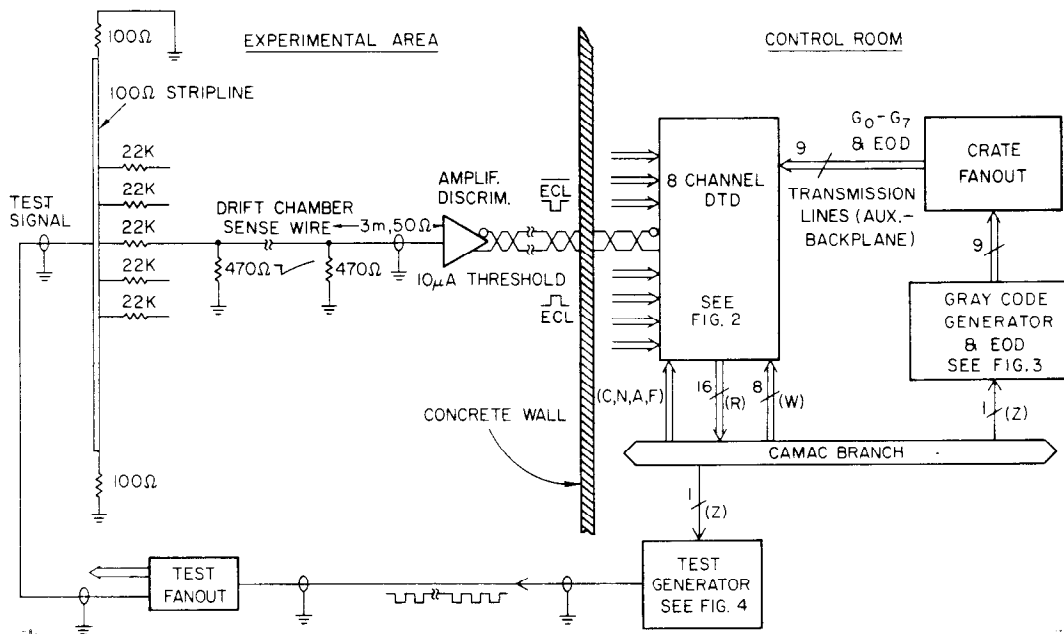 100Ω
EXPERIMENTAL AREA
CONTROL ROOM
100Ω STRIPLINE
22K
22K
22K
22K
22K
TEST
SIGNAL
DRIFT CHAMBER
SENSE WIRE
3m, 50Ω
470Ω
470Ω
AMPLIF.
DISCRIM.
10μA THRESHOLD
ECL
ECL
8 CHANNEL
DTD
SEE
FIG. 2
G0-G7
& EOD
9
TRANSMISSION
LINES (AUX.-
BACKPLANE)
CRATE
FANOUT
9
GRAY CODE
GENERATOR
& EOD
SEE FIG. 3
1
(Z)
(C,N,A,F)
16
(R)
8
(W)
CONCRETE WALL
CAMAC BRANCH
100Ω
1
(Z)
TEST
FANOUT
TEST
GENERATOR
SEE FIG. 4